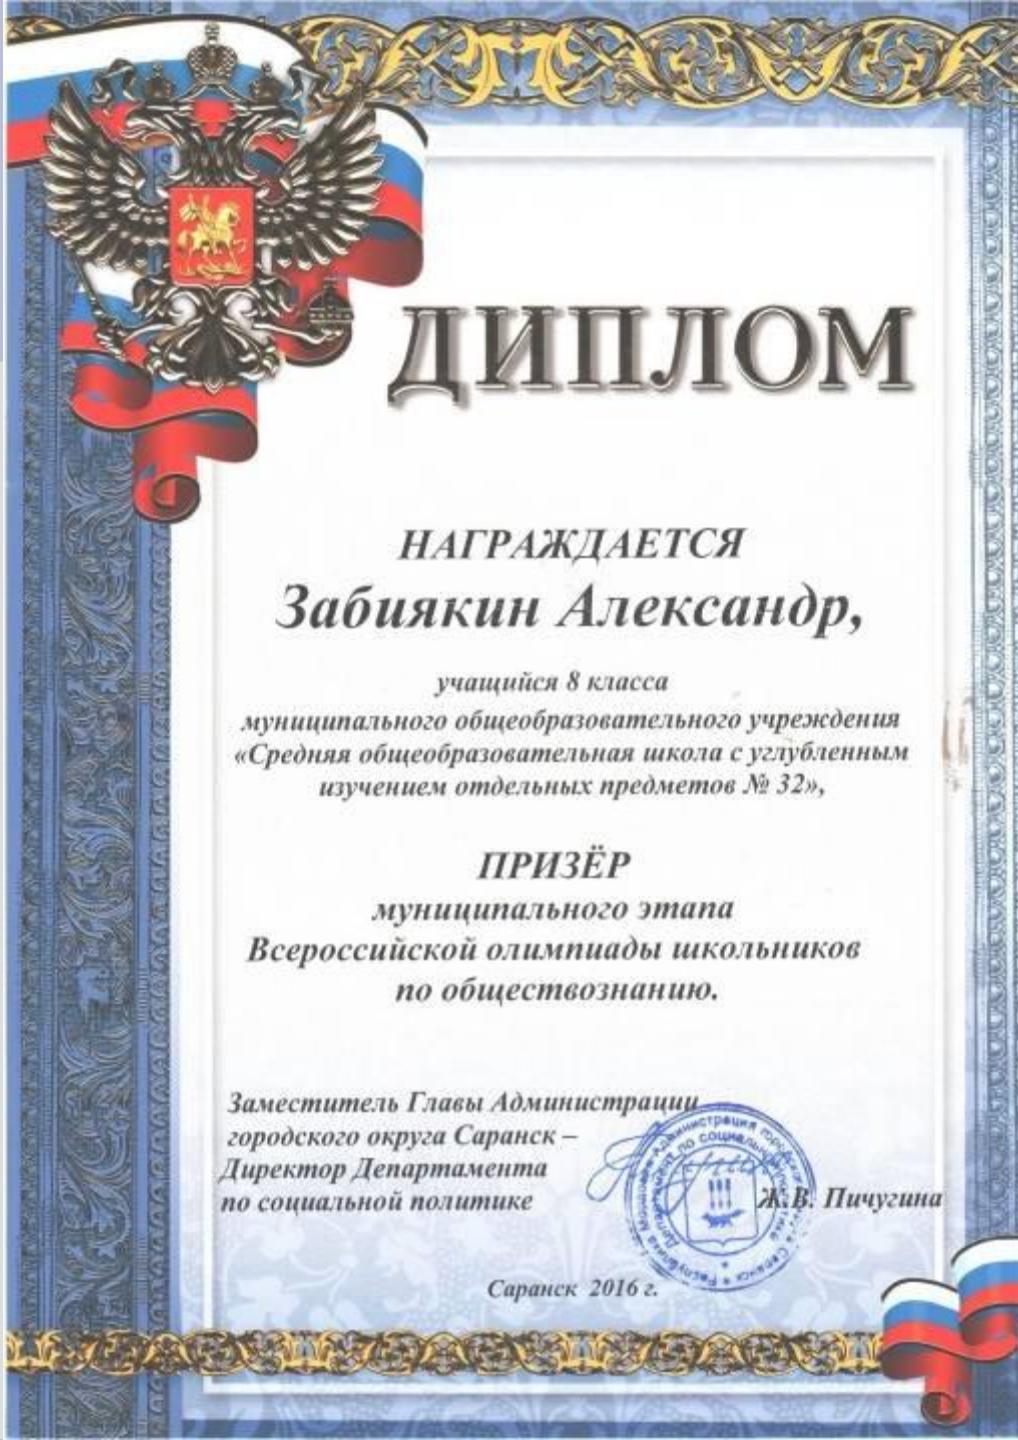 ДИПЛОМ
НАГРАЖДАЕТСЯ
Забиякин Александр,
учащийся 8 класса
муниципального общеобразовательного учреждения
«Средняя общеобразовательная школа с углубленным
изучением отдельных предметов № 32»,
ПРИЗЁР
муниципального этапа
Всероссийской олимпиады школьников
по обществознанию.
Заместитель Главы Администрации
городского округа Саранск –
Директор Департамента
по социальной политике
Ж.В. Пичугина
Саранск 2016 г.